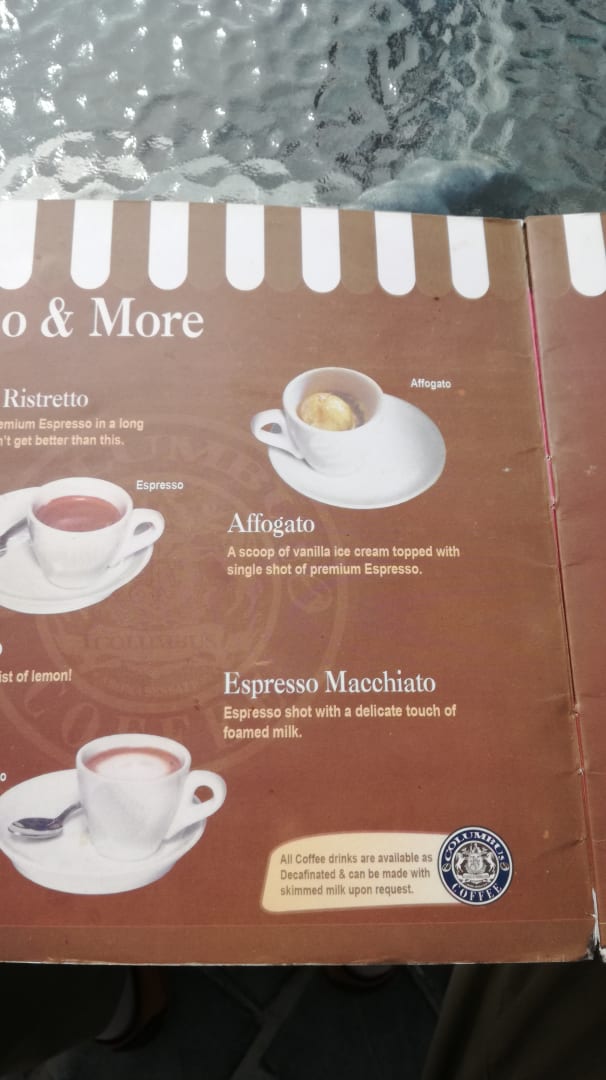 o & More
Ristretto
emium Espresso in a long
n't get better than this.
Espresso
Affogato
Affogato
A scoop of vanilla ice cream topped with
single shot of premium Espresso.
ist of lemon!
Espresso Macchiato
Espresso shot with a delicate touch of
foamed milk.
o
All Coffee drinks are available as
Decafinated & can be made with
skimmed milk upon request.
COLUMBUS
COFFEE